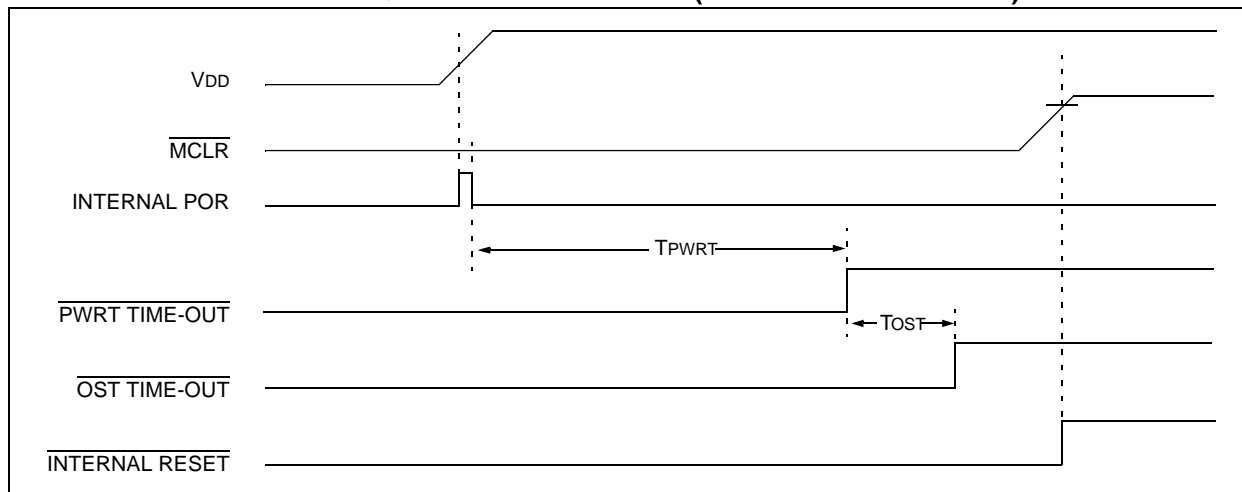 VDD
MCLR
INTERNAL POR
TPWRT
PWRT TIME-OUT
TOST
OST TIME-OUT
INTERNAL RESET